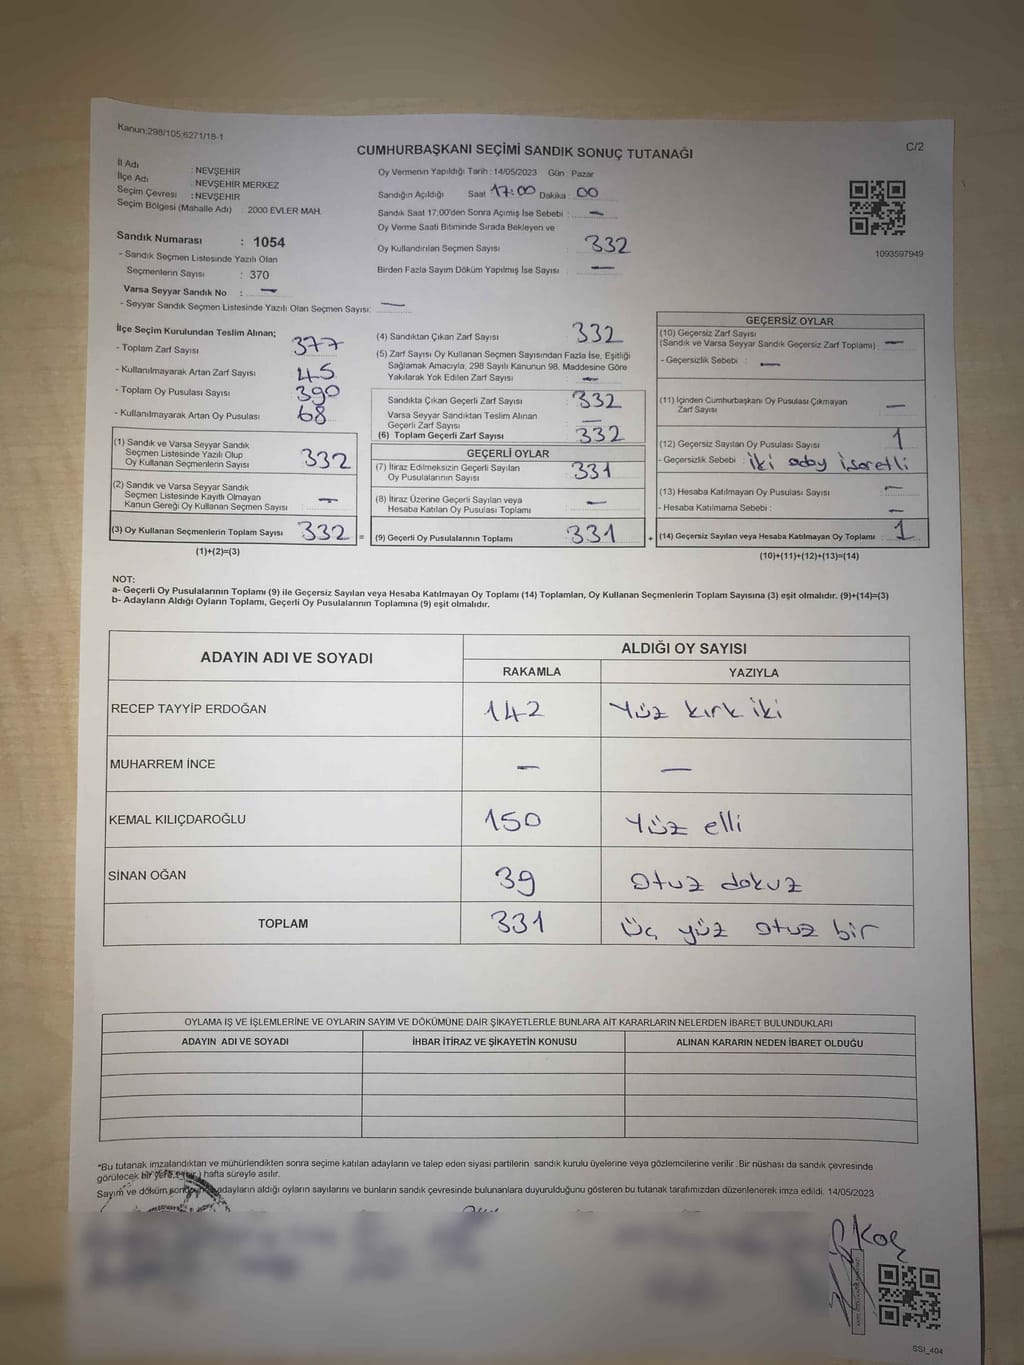 Kanun:298/105;6271/18-1
C/2
CUMHURBAŞKANI SEÇİMİ SANDIK SONUÇ TUTANAĞI
İl Adı : NEVŞEHİR
İlçe Adı : NEVŞEHİR MERKEZ
Seçim Çevresi : NEVŞEHİR
Seçim Bölgesi (Mahalle Adı) 2000 EVLER MAH.
Sandık Numarası : 1054
- Sandık Seçmen Listesinde Yazılı Olan
Seçmenlerin Sayısı : 370
Varsa Seyyar Sandık No : —
- Seyyar Sandık Seçmen Listesinde Yazılı Olan Seçmen Sayısı: —
Oy Vermenin Yapıldığı Tarih : 14/05/2023 Gün : Pazar
Sandığın Açıldığı Saat 17:00 Dakika : 00
Sandık Saat 17.00'den Sonra Açımış İse Sebebi : —
Oy Verme Saati Bitiminde Sırada Bekleyen ve
Oy Kullandırılan Seçmen Sayısı 332
Birden Fazla Sayım Döküm Yapılmış İse Sayısı —
1093597949
İlçe Seçim Kurulundan Teslim Alınan;
- Toplam Zarf Sayısı 377
- Kullanılmayarak Artan Zarf Sayısı 45
- Toplam Oy Pusulası Sayısı 390
- Kullanılmayarak Artan Oy Pusulası 68
(1) Sandık ve Varsa Seyyar Sandık
Seçmen Listesinde Yazılı Olup
Oy Kullanan Seçmenlerin Sayısı 332
(2) Sandık ve Varsa Seyyar Sandık
Seçmen Listesinde Kayıtlı Olmayan
Kanun Gereği Oy Kullanan Seçmen Sayısı —
(3) Oy Kullanan Seçmenlerin Toplam Sayısı 332 =
(1)+(2)=(3)
(4) Sandıktan Çıkan Zarf Sayısı 332
(5) Zarf Sayısı Oy Kullanan Seçmen Sayısından Fazla İse, Eşitliği
Sağlamak Amacıyla, 298 Sayılı Kanunun 98. Maddesine Göre
Yakılarak Yok Edilen Zarf Sayısı —
Sandıkta Çıkan Geçerli Zarf Sayısı 332
Varsa Seyyar Sandıktan Teslim Alınan
Geçerli Zarf Sayısı —
(6) Toplam Geçerli Zarf Sayısı 332
GEÇERLİ OYLAR
(7) İtiraz Edilmeksizin Geçerli Sayılan
Oy Pusulalarının Sayısı 331
(8) İtiraz Üzerine Geçerli Sayılan veya
Hesaba Katılan Oy Pusulası Toplamı —
(9) Geçerli Oy Pusulalarının Toplamı 331 +
GEÇERSİZ OYLAR
(10) Geçersiz Zarf Sayısı
(Sandık ve Varsa Seyyar Sandık Geçersiz Zarf Toplamı) : —
- Geçersizlik Sebebi : —
(11) İçinden Cumhurbaşkanı Oy Pusulası Çıkmayan
Zarf Sayısı —
(12) Geçersiz Sayılan Oy Pusulası Sayısı 1
- Geçersizlik Sebebi : iki aday işaretli
(13) Hesaba Katılmayan Oy Pusulası Sayısı —
- Hesaba Katılmama Sebebi : —
(14) Geçersiz Sayılan veya Hesaba Katılmayan Oy Toplamı 1
(10)+(11)+(12)+(13)=(14)
NOT:
a- Geçerli Oy Pusulalarının Toplamı (9) ile Geçersiz Sayılan veya Hesaba Katılmayan Oy Toplamı (14) Toplamları, Oy Kullanan Seçmenlerin Toplam Sayısına (3) eşit olmalıdır. (9)+(14)=(3)
b- Adayların Aldığı Oyların Toplamı, Geçerli Oy Pusulalarının Toplamına (9) eşit olmalıdır.
ADAYIN ADI VE SOYADI ALDIĞI OY SAYISI
RAKAMLA YAZIYLA
RECEP TAYYİP ERDOĞAN 142 Yüz kırk iki
MUHARREM İNCE — —
KEMAL KILIÇDAROĞLU 150 Yüz elli
SİNAN OĞAN 39 otuz dokuz
TOPLAM 331 Üç yüz otuz bir
OYLAMA İŞ VE İŞLEMLERİNE VE OYLARIN SAYIM VE DÖKÜMÜNE DAİR ŞİKAYETLERLE BUNLARA AİT KARARLARIN NELERDEN İBARET BULUNDUKLARI
ADAYIN ADI VE SOYADI İHBAR İTİRAZ VE ŞİKAYETİN KONUSU ALINAN KARARIN NEDEN İBARET OLDUĞU
*Bu tutanak imzalandıktan ve mühürlendikten sonra seçime katılan adayların ve talep eden siyasi partilerin sandık kurulu üyelerine veya gözlemcilerine verilir. Bir nüshası da sandık çevresinde
görülecek bir yere, (bir) hafta süreyle asılır.
Sayım ve döküm adayların aldığı oyların sayılarını ve bunların sandık çevresinde bulunanlara duyurulduğunu gösteren bu tutanak tarafımızdan düzenlenerek imza edildi. 14/05/2023
Koç
SSI_404